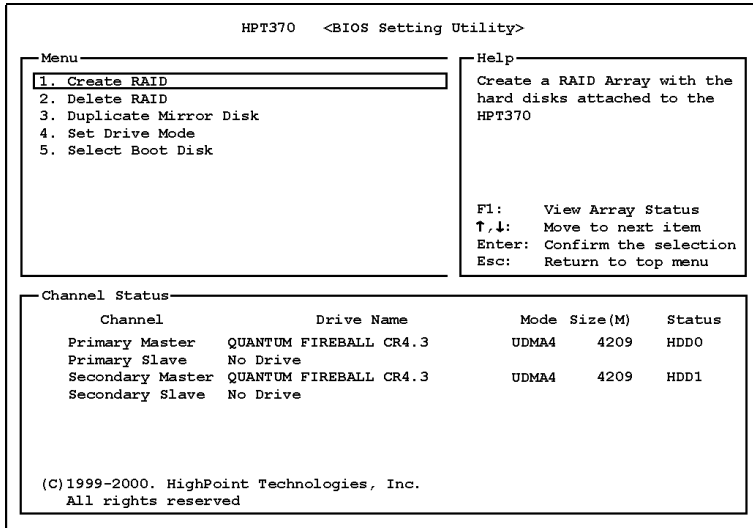 HPT370 <BIOS Setting Utility>
Menu
1. Create RAID
2. Delete RAID
3. Duplicate Mirror Disk
4. Set Drive Mode
5. Select Boot Disk
Help
Create a RAID Array with the
hard disks attached to the
HPT370
F1: View Array Status
↑,↓: Move to next item
Enter: Confirm the selection
Esc: Return to top menu
Channel Status
Channel Drive Name Mode Size(M) Status
Primary Master QUANTUM FIREBALL CR4.3 UDMA4 4209 HDD0
Primary Slave No Drive
Secondary Master QUANTUM FIREBALL CR4.3 UDMA4 4209 HDD1
Secondary Slave No Drive
(C)1999-2000. HighPoint Technologies, Inc.
All rights reserved